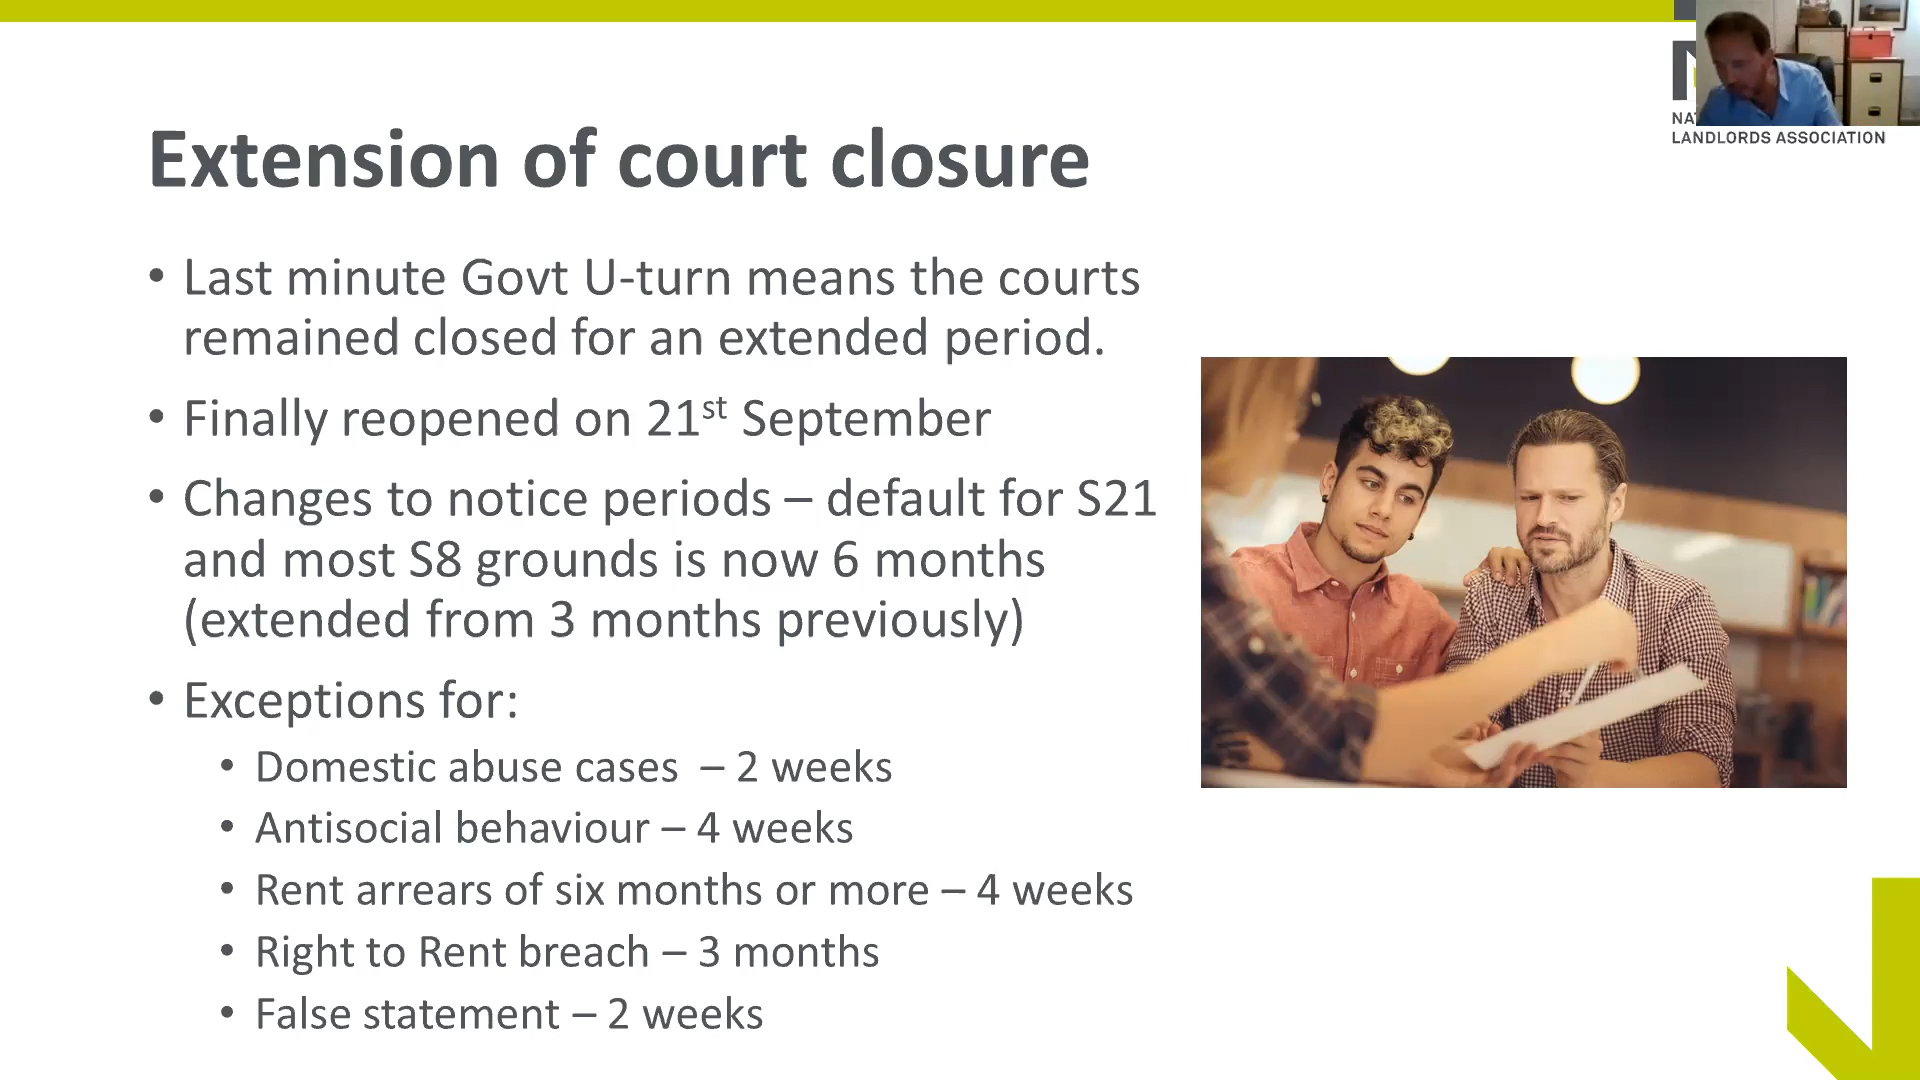 Extension of court closure
• Last minute Govt U-turn means the courts
remained closed for an extended period.
• Finally reopened on 21st September
• Changes to notice periods – default for S21
and most S8 grounds is now 6 months
(extended from 3 months previously)
• Exceptions for:
• Domestic abuse cases – 2 weeks
• Antisocial behaviour – 4 weeks
• Rent arrears of six months or more – 4 weeks
• Right to Rent breach – 3 months
• False statement – 2 weeks
LANDLORDS ASSOCIATION